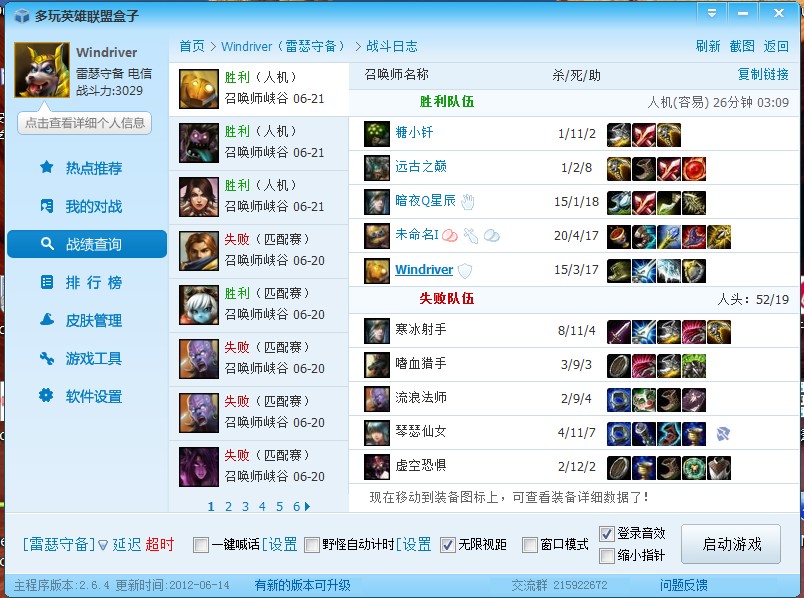 多玩英雄联盟盒子
Windriver
雷瑟守备 电信
战斗力:3029
点击查看详细个人信息
热点推荐
我的对战
战绩查询
排 行 榜
皮肤管理
游戏工具
软件设置
首页 > Windriver（雷瑟守备） > 战斗日志
刷新 截图 返回
胜利（人机）
召唤师峡谷 06-21
胜利（人机）
召唤师峡谷 06-21
胜利（人机）
召唤师峡谷 06-21
失败（匹配赛）
召唤师峡谷 06-20
胜利（匹配赛）
召唤师峡谷 06-20
失败（匹配赛）
召唤师峡谷 06-20
失败（匹配赛）
召唤师峡谷 06-20
失败（匹配赛）
召唤师峡谷 06-20
1 2 3 4 5 6
召唤师名称 杀/死/助 复制链接
胜利队伍 人机(容易) 26分钟 03:09
糖小钎 1/11/2
远古之巅 1/2/8
暗夜Q星辰 15/1/18
未命名I 20/4/17
Windriver 15/3/17
失败队伍 人头: 52/19
寒冰射手 8/11/4
嗜血猎手 3/9/3
流浪法师 2/9/4
琴瑟仙女 4/11/7
虚空恐惧 2/12/2
现在移动到装备图标上，可查看装备详细数据了！
[雷瑟守备] 延迟 超时
一键喊话[设置
野怪自动计时[设置
无限视距
窗口模式
登录音效
缩小指针
启动游戏
主程序版本:2.6.4 更新时间:2012-06-14 有新的版本可升级 交流群 215922672 问题反馈